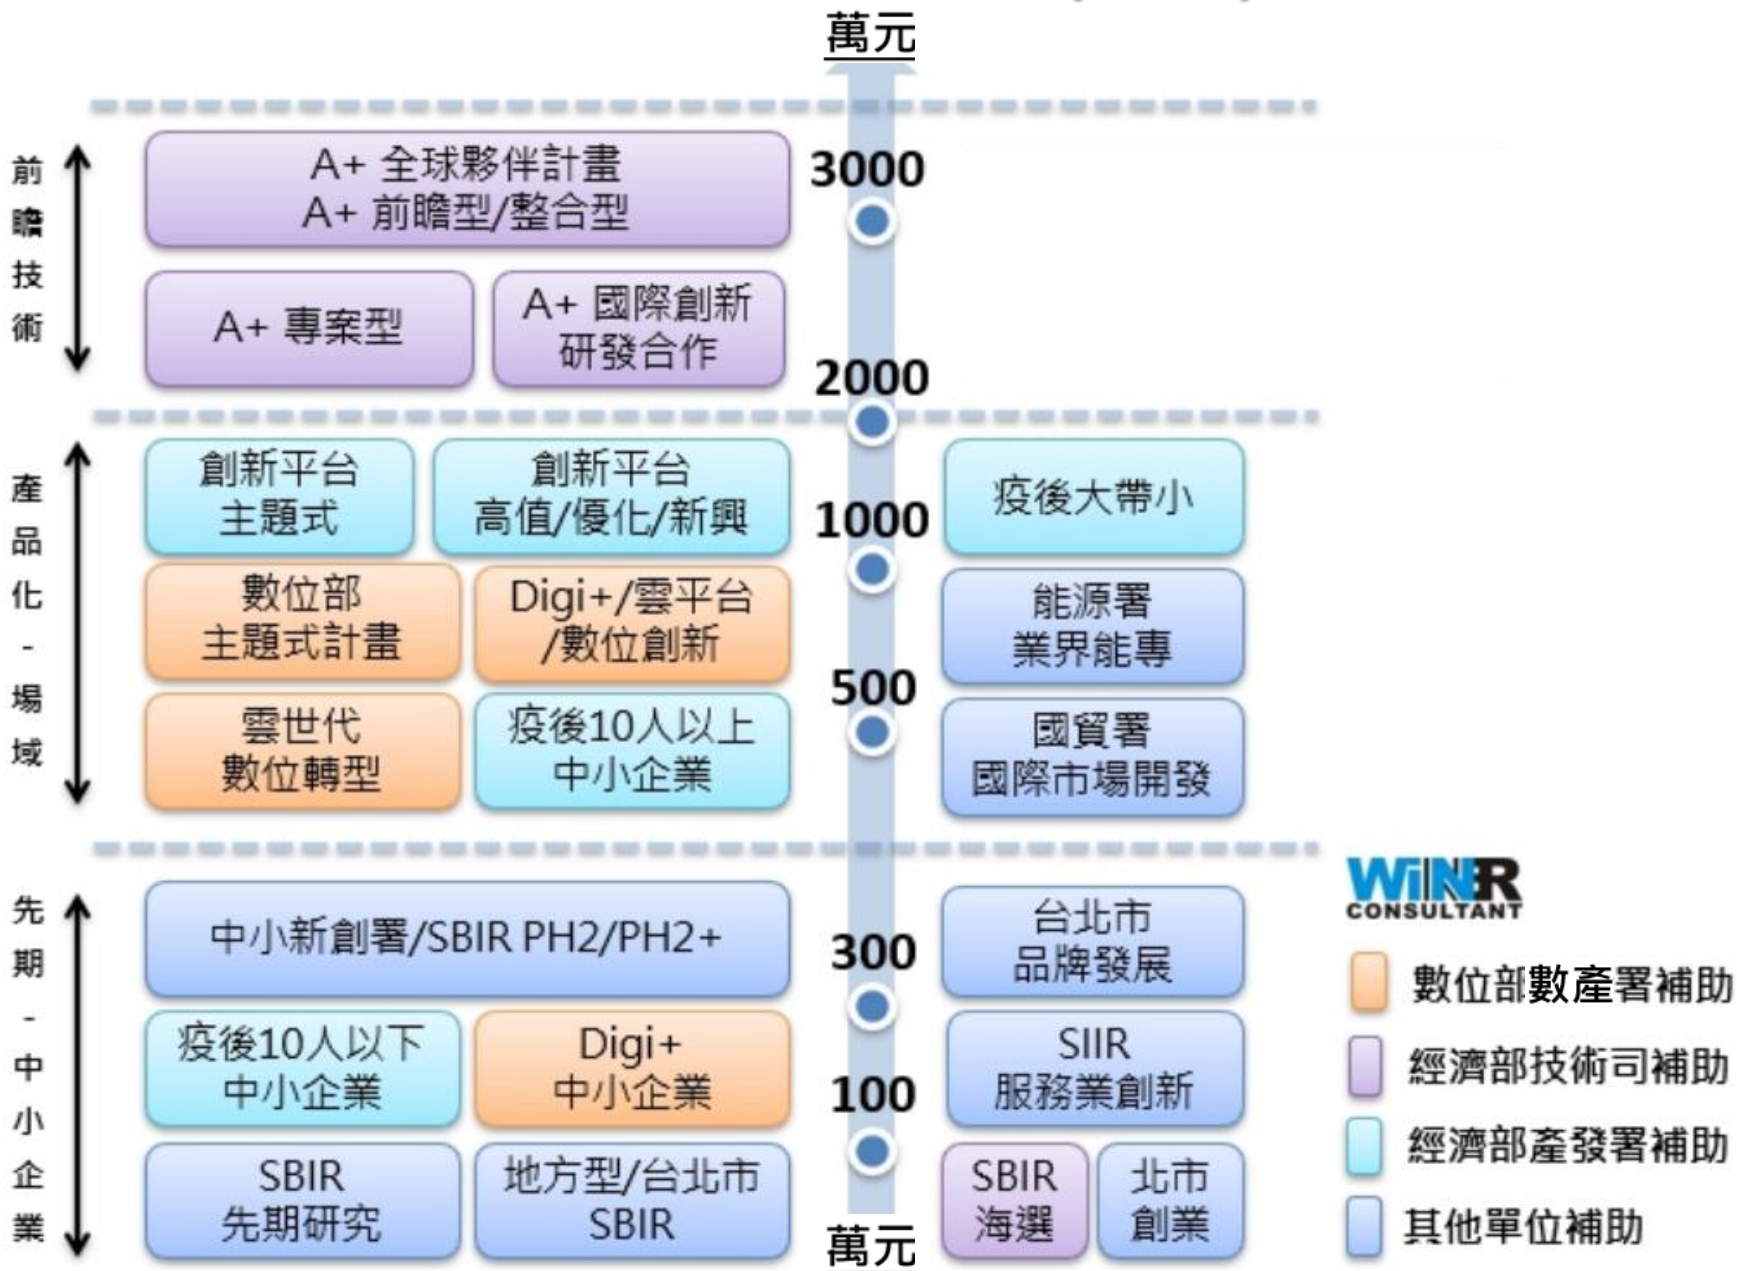 萬元
前瞻技術
A+ 全球夥伴計畫
A+ 前瞻型/整合型
3000
A+ 專案型
A+ 國際創新
研發合作
2000
產品化-場域
創新平台
主題式
創新平台
高值/優化/新興
1000
疫後大帶小
數位部
主題式計畫
Digi+/雲平台
/數位創新
能源署
業界能專
500
雲世代
數位轉型
疫後10人以上
中小企業
國貿署
國際市場開發
先期-中小企業
中小新創署/SBIR PH2/PH2+
300
台北市
品牌發展
疫後10人以下
中小企業
Digi+
中小企業
100
SIIR
服務業創新
SBIR
先期研究
地方型/台北市
SBIR
SBIR
海選
北市
創業
萬元
WINNER
CONSULTANT
數位部數產署補助
經濟部技術司補助
經濟部產發署補助
其他單位補助